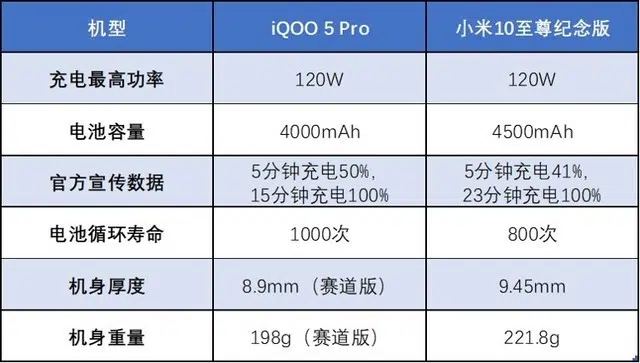 机型 iQOO 5 Pro 小米10至尊纪念版
充电最高功率 120W 120W
电池容量 4000mAh 4500mAh
官方宣传数据 5分钟充电50%, 5分钟充电41%,
15分钟充电100% 23分钟充电100%
电池循环寿命 1000次 800次
机身厚度 8.9mm（赛道版） 9.45mm
机身重量 198g（赛道版） 221.8g